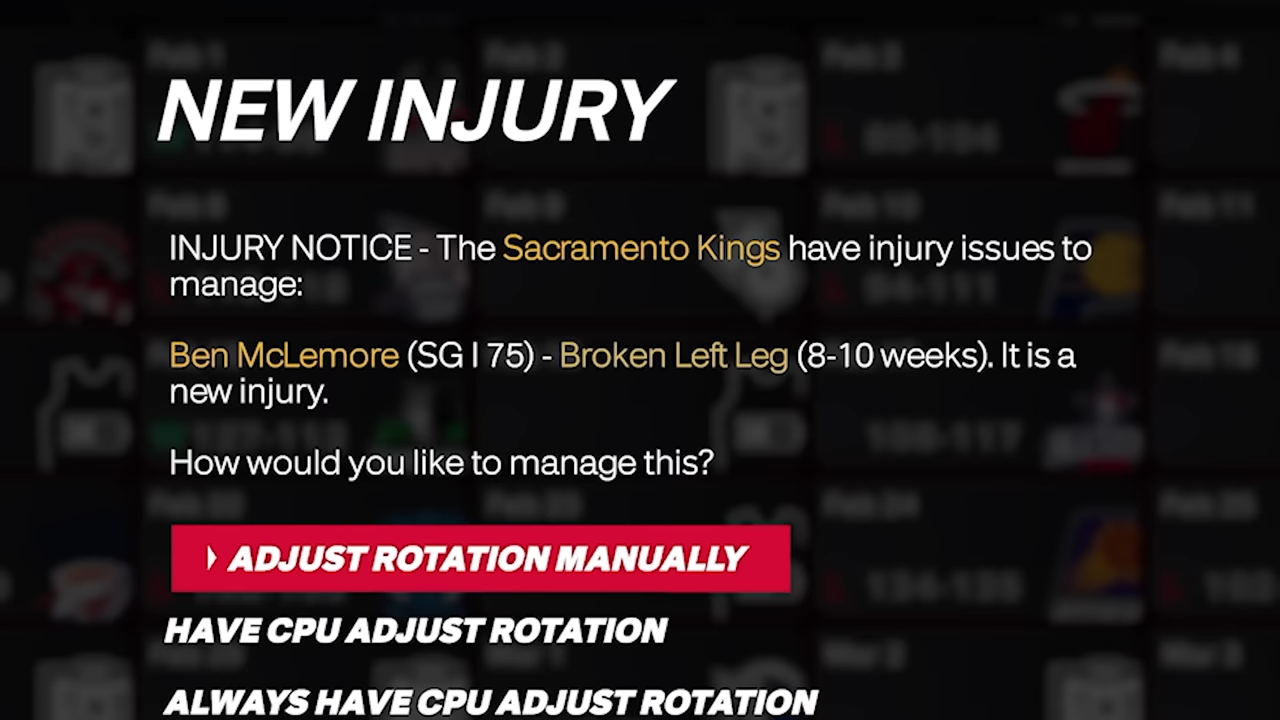 NEW INJURY
INJURY NOTICE - The Sacramento Kings have injury issues to
manage:
Ben McLemore (SG | 75) - Broken Left Leg (8-10 weeks). It is a
new injury.
How would you like to manage this?
ADJUST ROTATION MANUALLY
HAVE CPU ADJUST ROTATION
ALWAYS HAVE CPU ADJUST ROTATION